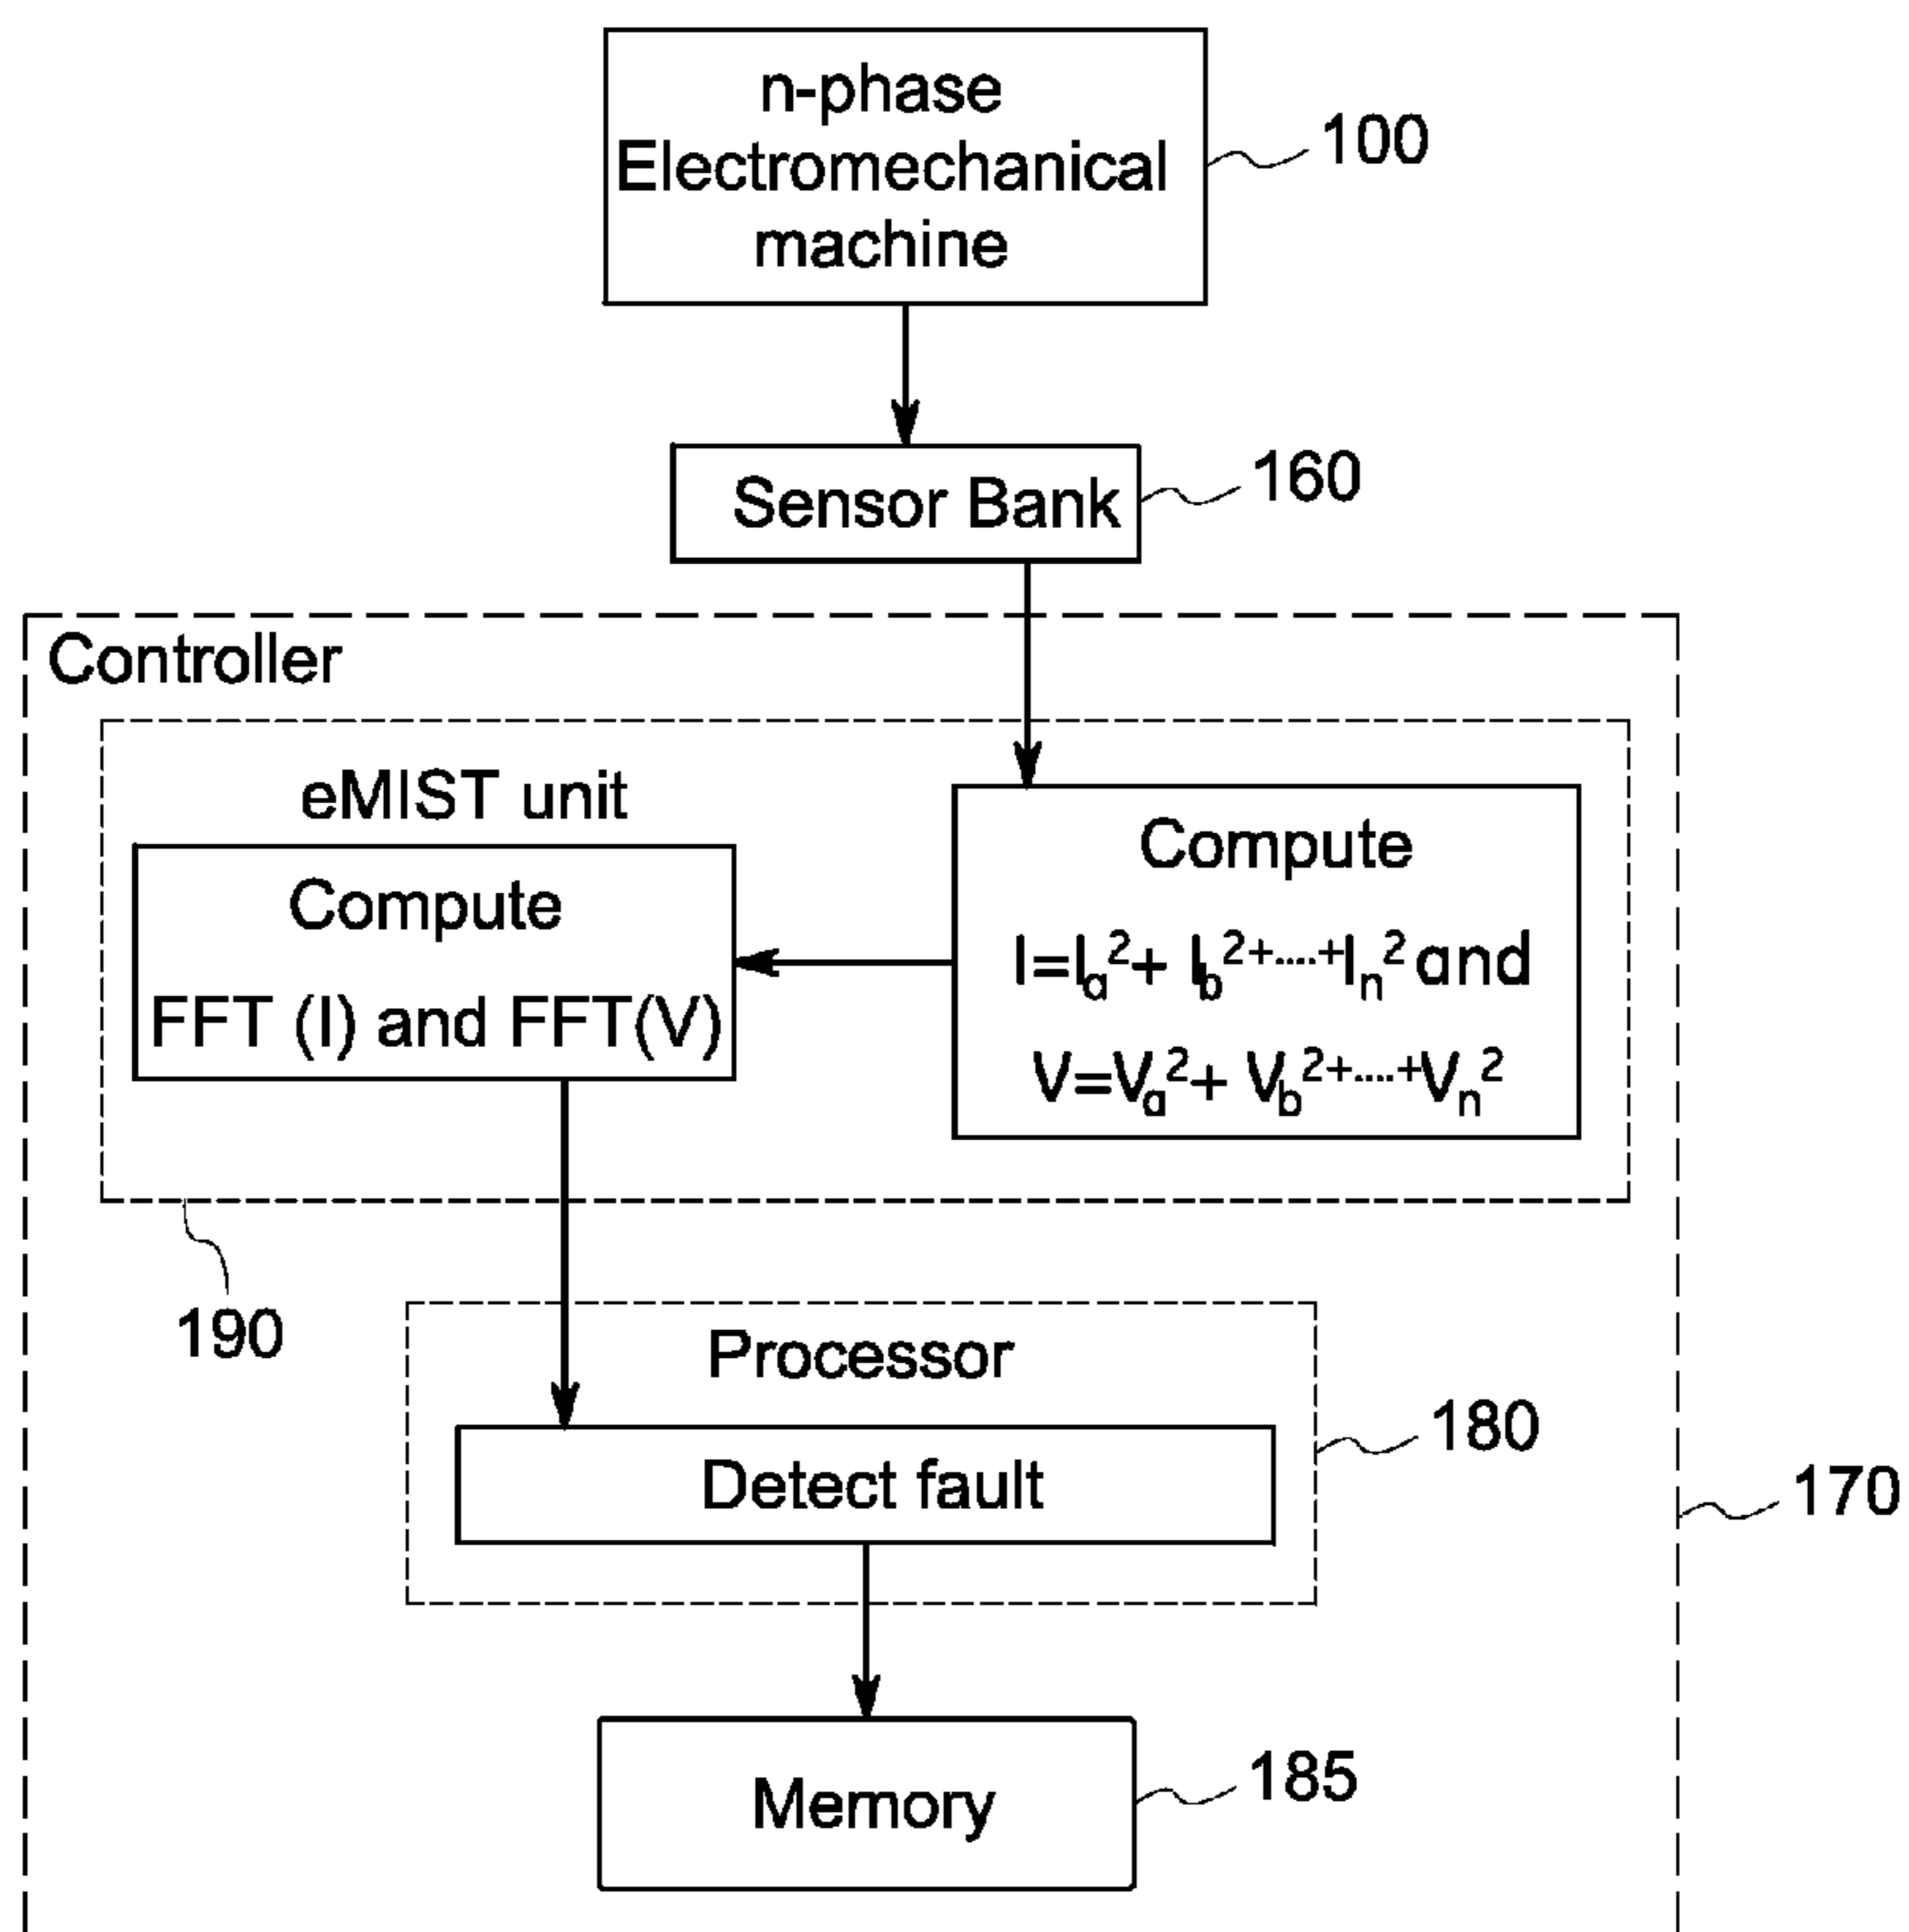 n-phase
Electromechanical
machine
100
Sensor Bank
160
Controller
eMIST unit
Compute
I=Ia²+ Ib²⁺····⁺In² and
V=Va²+ Vb²⁺····⁺Vn²
Compute
FFT (I) and FFT(V)
190
Processor
180
Detect fault
170
Memory
185